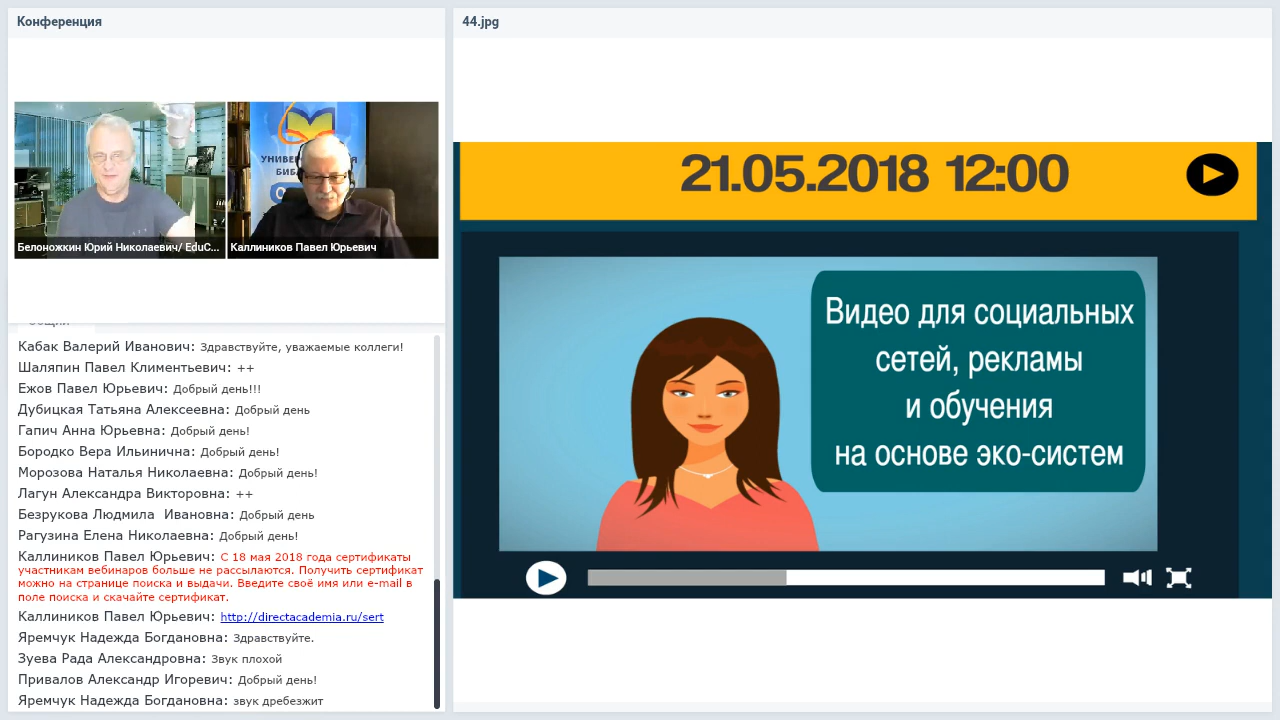 Конференция
44.jpg
Белоножкин Юрий Николаевич/ EduC...
Каллиников Павел Юрьевич
Кабак Валерий Иванович: Здравствуйте, уважаемые коллеги!
Шаляпин Павел Климентьевич: ++
Ежов Павел Юрьевич: Добрый день!!!
Дубицкая Татьяна Алексеевна: Добрый день
Гапич Анна Юрьевна: Добрый день!
Бородко Вера Ильинична: Добрый день!
Морозова Наталья Николаевна: Добрый день!
Лагун Александра Викторовна: ++
Безрукова Людмила  Ивановна: Добрый день
Рагузина Елена Николаевна: Добрый день!
Каллиников Павел Юрьевич: С 18 мая 2018 года сертификаты
участникам вебинаров больше не рассылаются. Получить сертификат
можно на странице поиска и выдачи. Введите своё имя или e-mail в
поле поиска и скачайте сертификат.
Каллиников Павел Юрьевич: http://directacademia.ru/sert
Яремчук Надежда Богдановна: Здравствуйте.
Зуева Рада Александровна: Звук плохой
Привалов Александр Игоревич: Добрый день!
Яремчук Надежда Богдановна: звук дребезжит
21.05.2018 12:00
Видео для социальных
сетей, рекламы
и обучения
на основе эко-систем